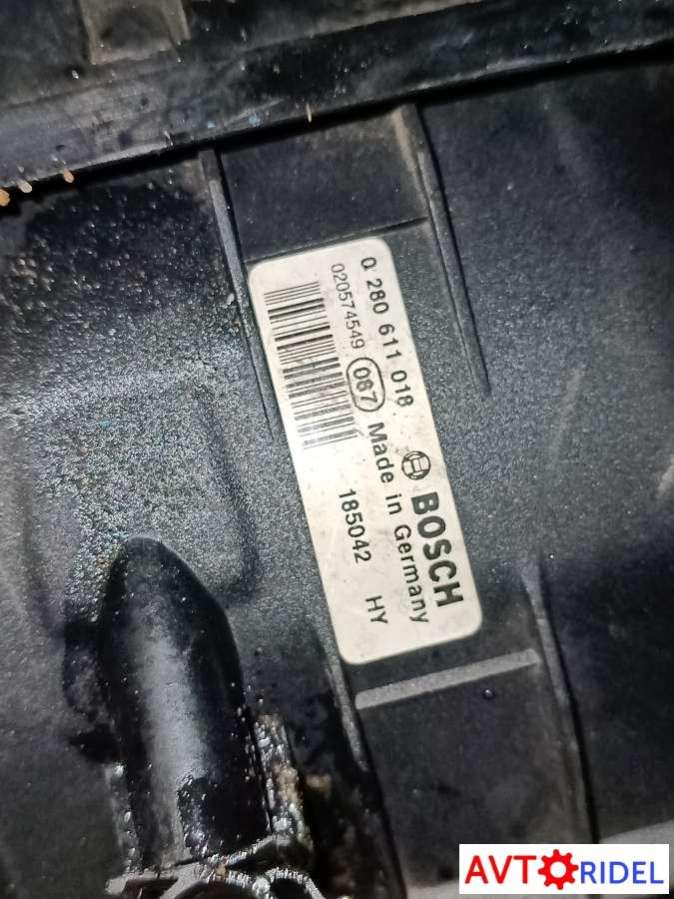 0 280 611 018
BOSCH
020574549
087
Made in Germany
185042
HY
AVTORIDEL